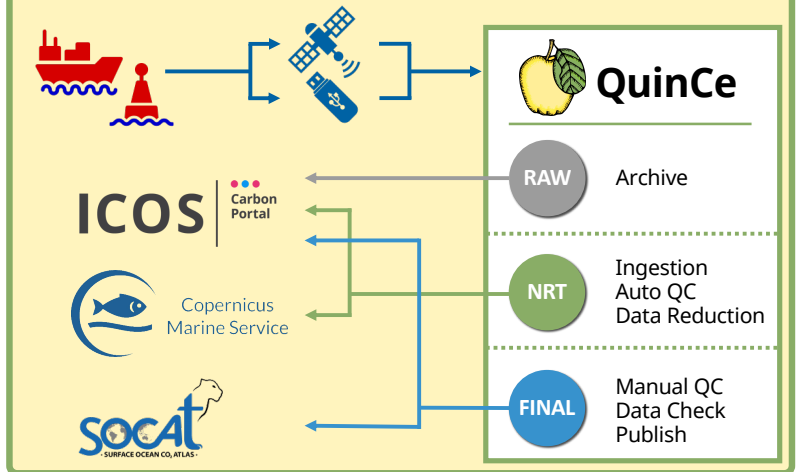 QuinCe
RAW
Archive
ICOS
Carbon
Portal
NRT
Ingestion
Auto QC
Data Reduction
Copernicus
Marine Service
FINAL
Manual QC
Data Check
Publish
SOCAT
· SURFACE OCEAN CO₂ ATLAS ·